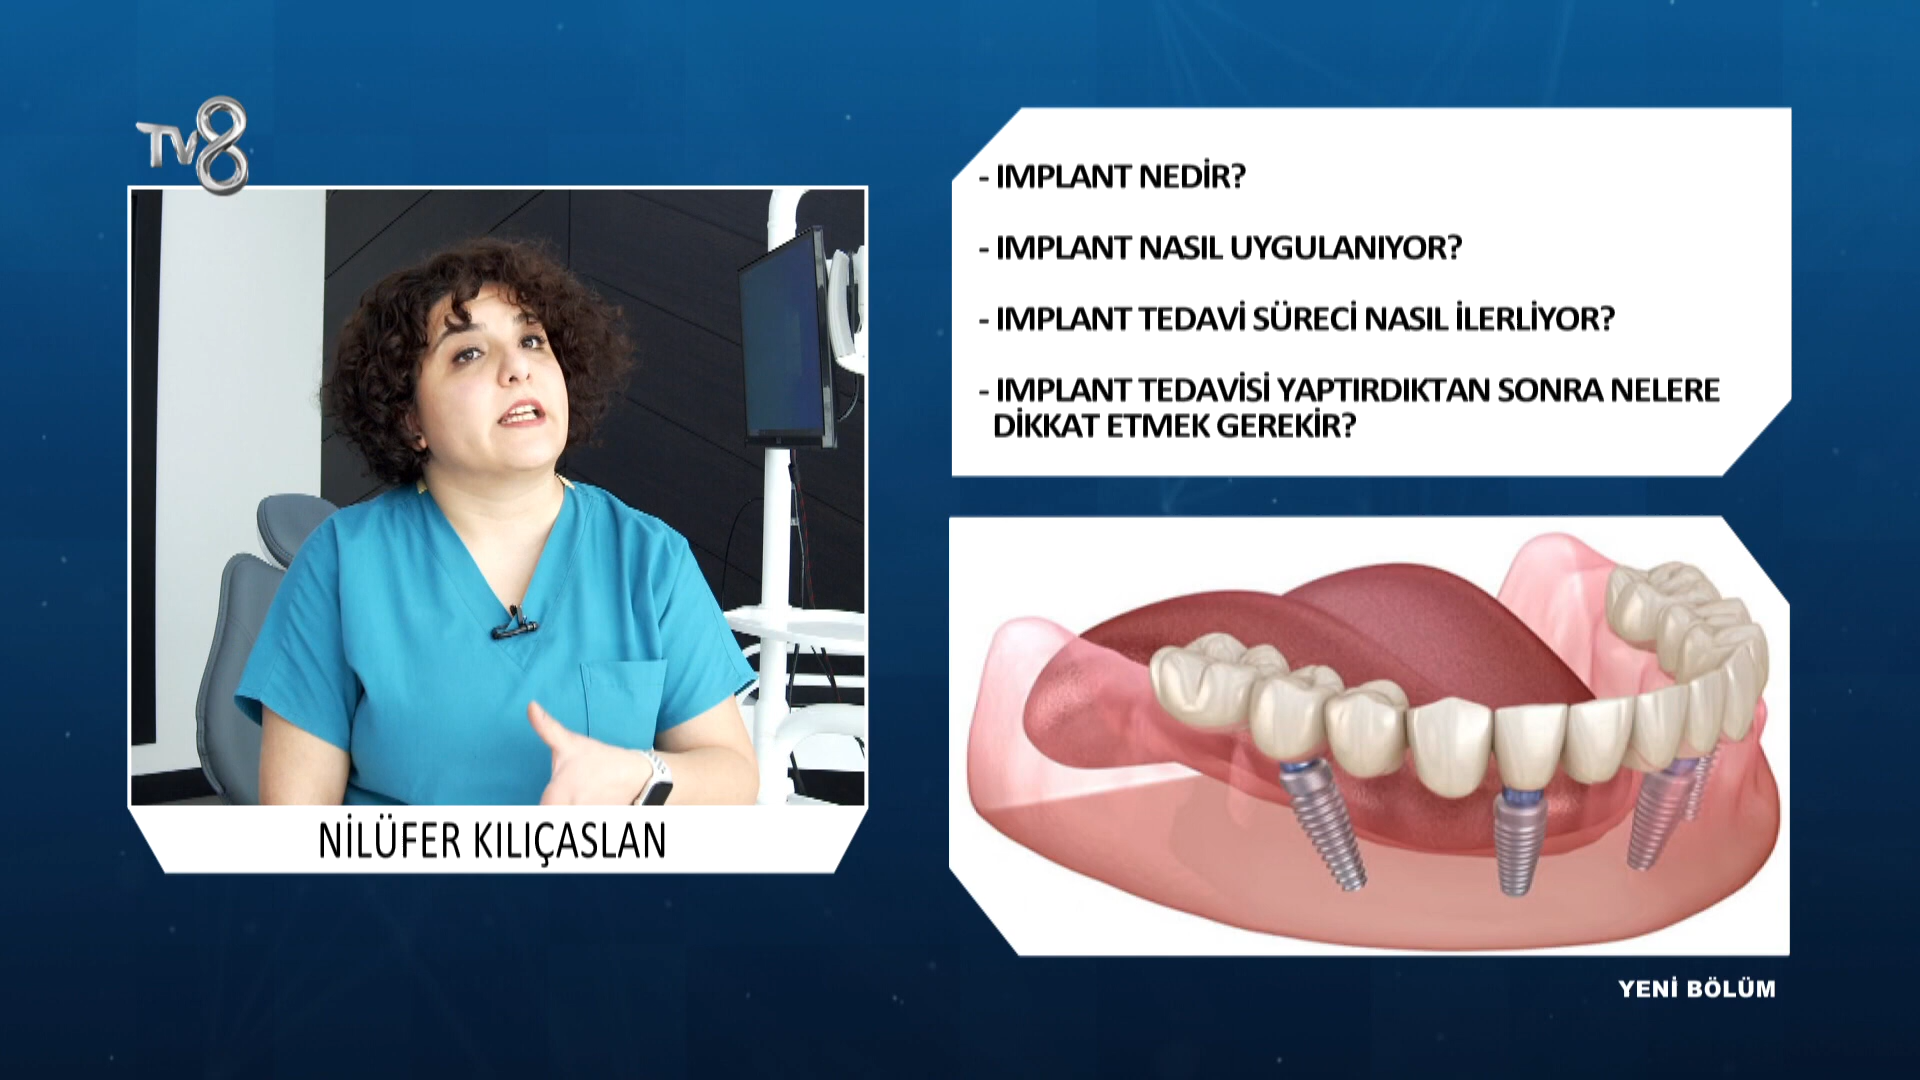 TV8
- IMPLANT NEDİR?
- IMPLANT NASIL UYGULANIYOR?
- IMPLANT TEDAVİ SÜRECİ NASIL İLERLİYOR?
- IMPLANT TEDAVİSİ YAPTIRDIKTAN SONRA NELERE
DİKKAT ETMEK GEREKİR?
NİLÜFER KILIÇASLAN
YENİ BÖLÜM